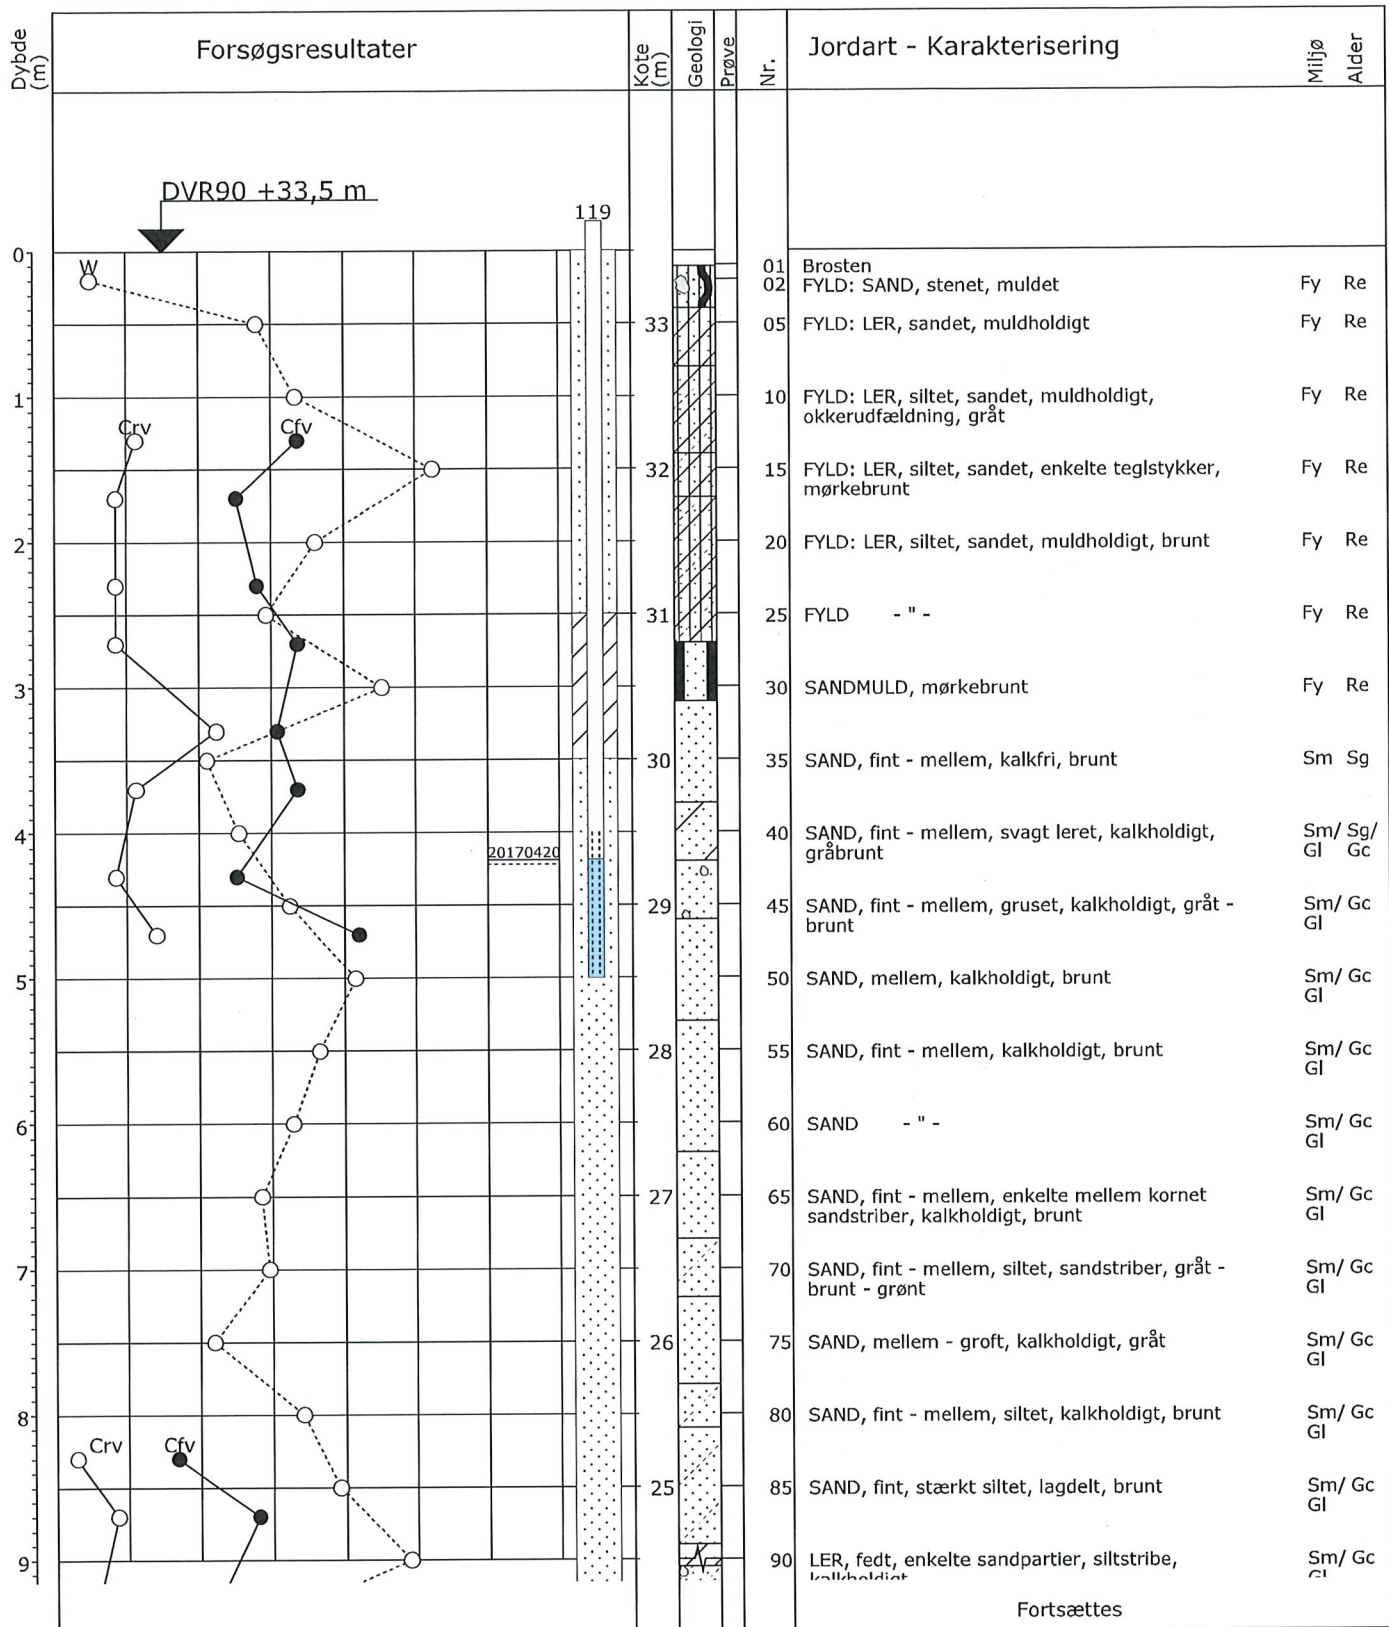 Dybde (m)
Forsøgsresultater
Kote (m)
Geologi
Prøve
Nr.
Jordart - Karakterisering
Miljø
Alder
DVR90 +33,5 m
119
0
W
01 Brosten
02 FYLD: SAND, stenet, muldet Fy Re
33 05 FYLD: LER, sandet, muldholdigt Fy Re
1 10 FYLD: LER, siltet, sandet, muldholdigt, Fy Re
okkerudfældning, gråt
Crv Cfv
32 15 FYLD: LER, siltet, sandet, enkelte teglstykker, Fy Re
mørkebrunt
2 20 FYLD: LER, siltet, sandet, muldholdigt, brunt Fy Re
31 25 FYLD - " - Fy Re
3 30 SANDMULD, mørkebrunt Fy Re
30 35 SAND, fint - mellem, kalkfri, brunt Sm Sg
4 40 SAND, fint - mellem, svagt leret, kalkholdigt, Sm/ Sg/
gråbrunt Gl Gc
20170420
29 45 SAND, fint - mellem, gruset, kalkholdigt, gråt - Sm/ Gc
brunt Gl
5 50 SAND, mellem, kalkholdigt, brunt Sm/ Gc
Gl
28 55 SAND, fint - mellem, kalkholdigt, brunt Sm/ Gc
Gl
6 60 SAND - " - Sm/ Gc
Gl
27 65 SAND, fint - mellem, enkelte mellem kornet Sm/ Gc
sandstriber, kalkholdigt, brunt Gl
7 70 SAND, fint - mellem, siltet, sandstriber, gråt - Sm/ Gc
brunt - grønt Gl
26 75 SAND, mellem - groft, kalkholdigt, gråt Sm/ Gc
Gl
8 80 SAND, fint - mellem, siltet, kalkholdigt, brunt Sm/ Gc
Gl
Crv Cfv
25 85 SAND, fint, stærkt siltet, lagdelt, brunt Sm/ Gc
Gl
9 90 LER, fedt, enkelte sandpartier, siltstribe, Sm/ Gc
kalkholdigt Gl
Fortsættes